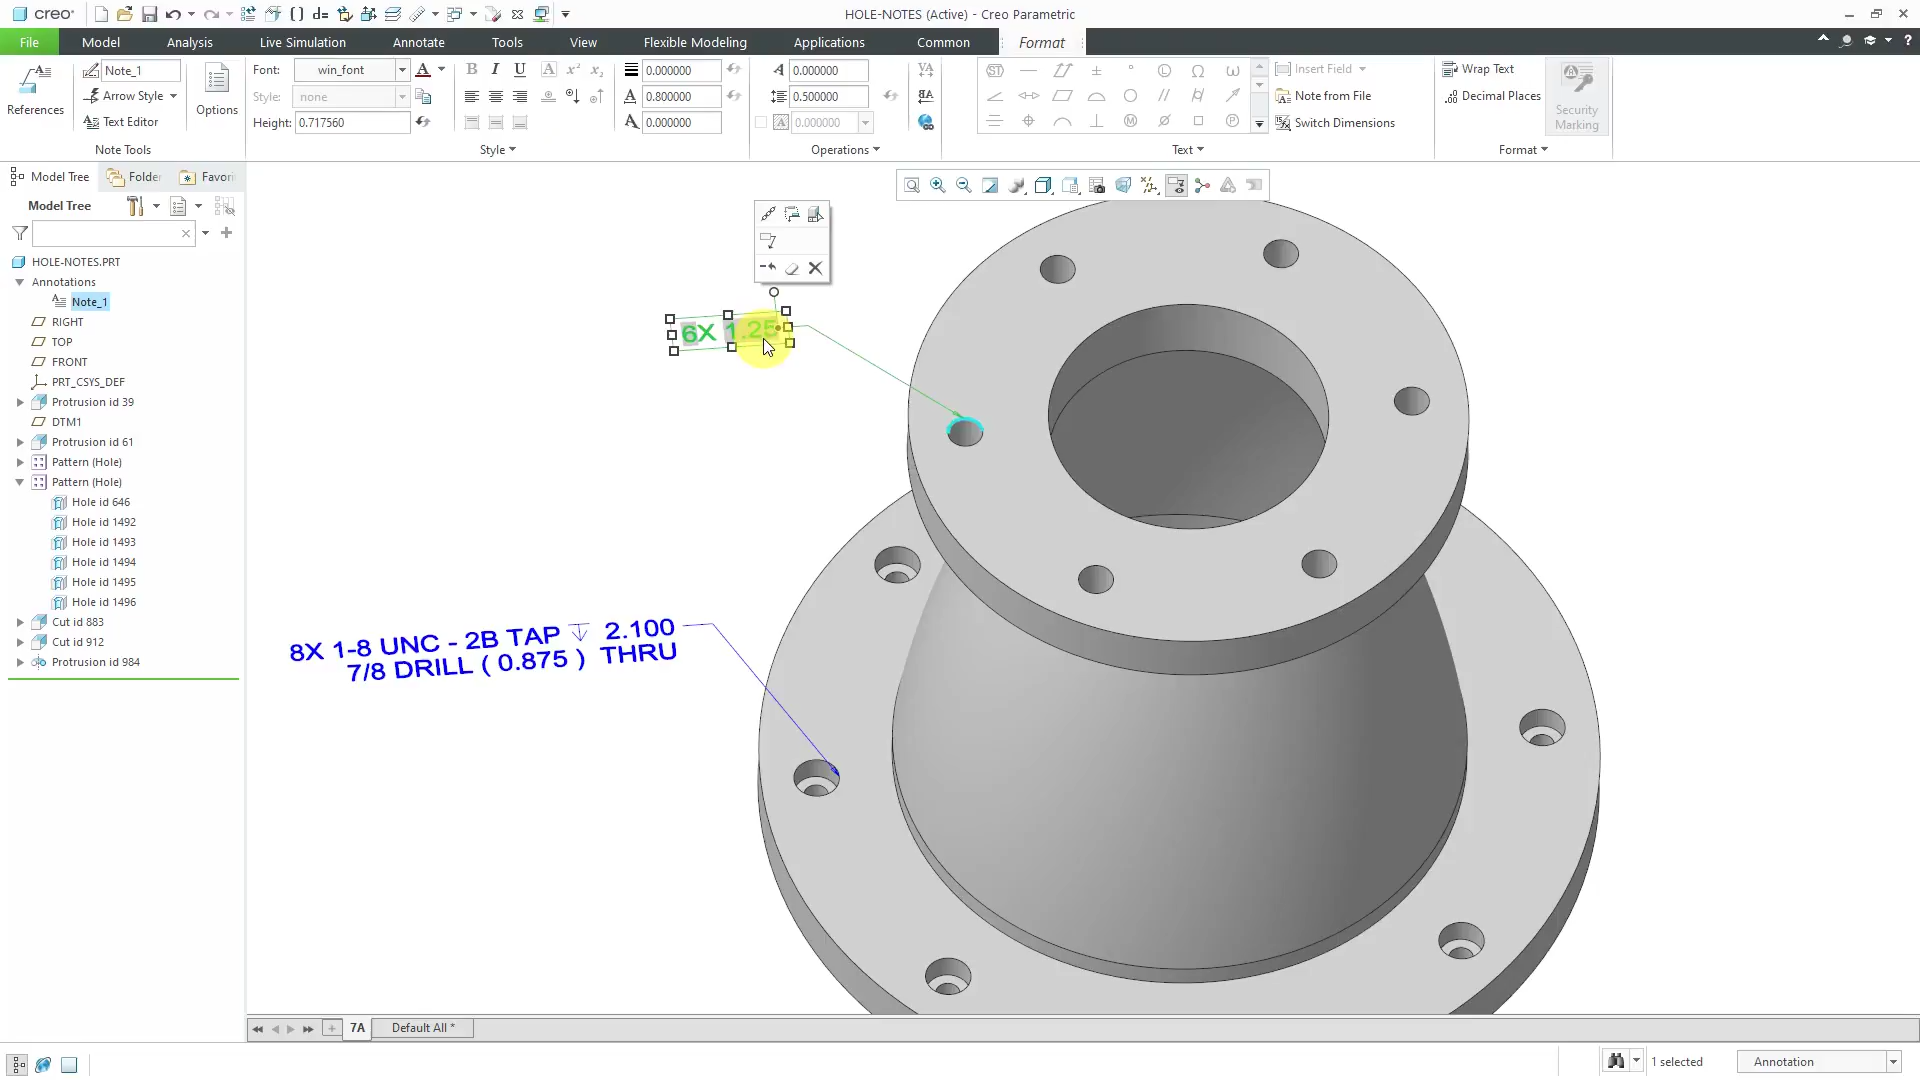 creo
HOLE-NOTES (Active) - Creo Parametric
File
Model
Analysis
Live Simulation
Annotate
Tools
View
Flexible Modeling
Applications
Common
Format
References
Note_1
Arrow Style
Text Editor
Note Tools
Options
Font:
win_font
Style:
none
Height:
0.717560
B I U
Style
0.000000
0.800000
0.000000
0.000000
0.500000
0.000000
Operations
Text
Insert Field
Note from File
Switch Dimensions
Wrap Text
Decimal Places
Format
Security
Marking
Model Tree
Folder
Favori
Model Tree
HOLE-NOTES.PRT
Annotations
Note_1
RIGHT
TOP
FRONT
PRT_CSYS_DEF
Protrusion id 39
DTM1
Protrusion id 61
Pattern (Hole)
Pattern (Hole)
Hole id 646
Hole id 1492
Hole id 1493
Hole id 1494
Hole id 1495
Hole id 1496
Cut id 883
Cut id 912
Protrusion id 984
6X 1.25
8X 1-8 UNC - 2B TAP ↧ 2.100
7/8 DRILL ( 0.875 ) THRU
7A
Default All *
1 selected
Annotation